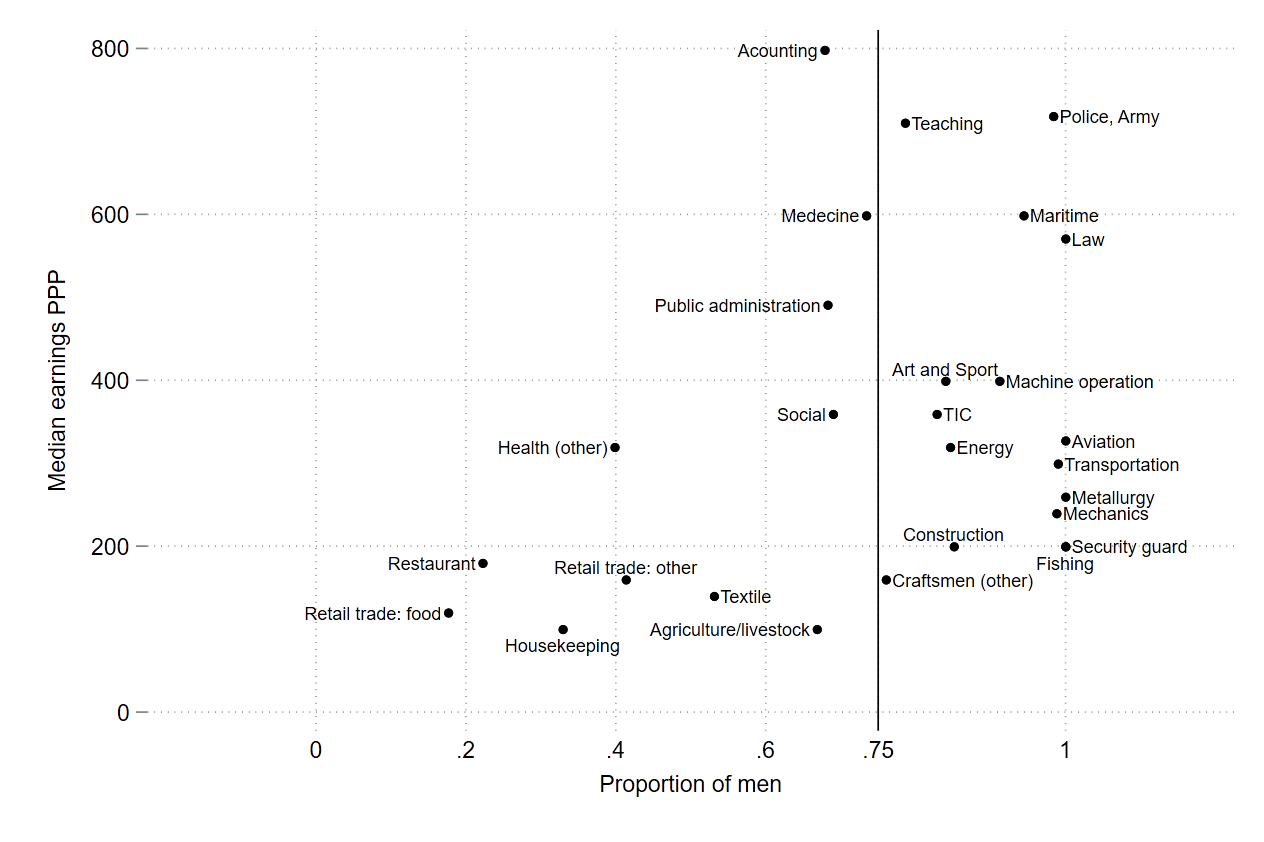 800
Acounting
Teaching
Police, Army
600
Medecine
Maritime
Law
Public administration
Art and Sport
400
Machine operation
Social
TIC
Health (other)
Energy
Aviation
Transportation
Metallurgy
Mechanics
Construction
200
Security guard
Restaurant
Retail trade: other
Fishing
Craftsmen (other)
Textile
Retail trade: food
Agriculture/livestock
Housekeeping
0
Median earnings PPP
0 .2 .4 .6 .75 1
Proportion of men